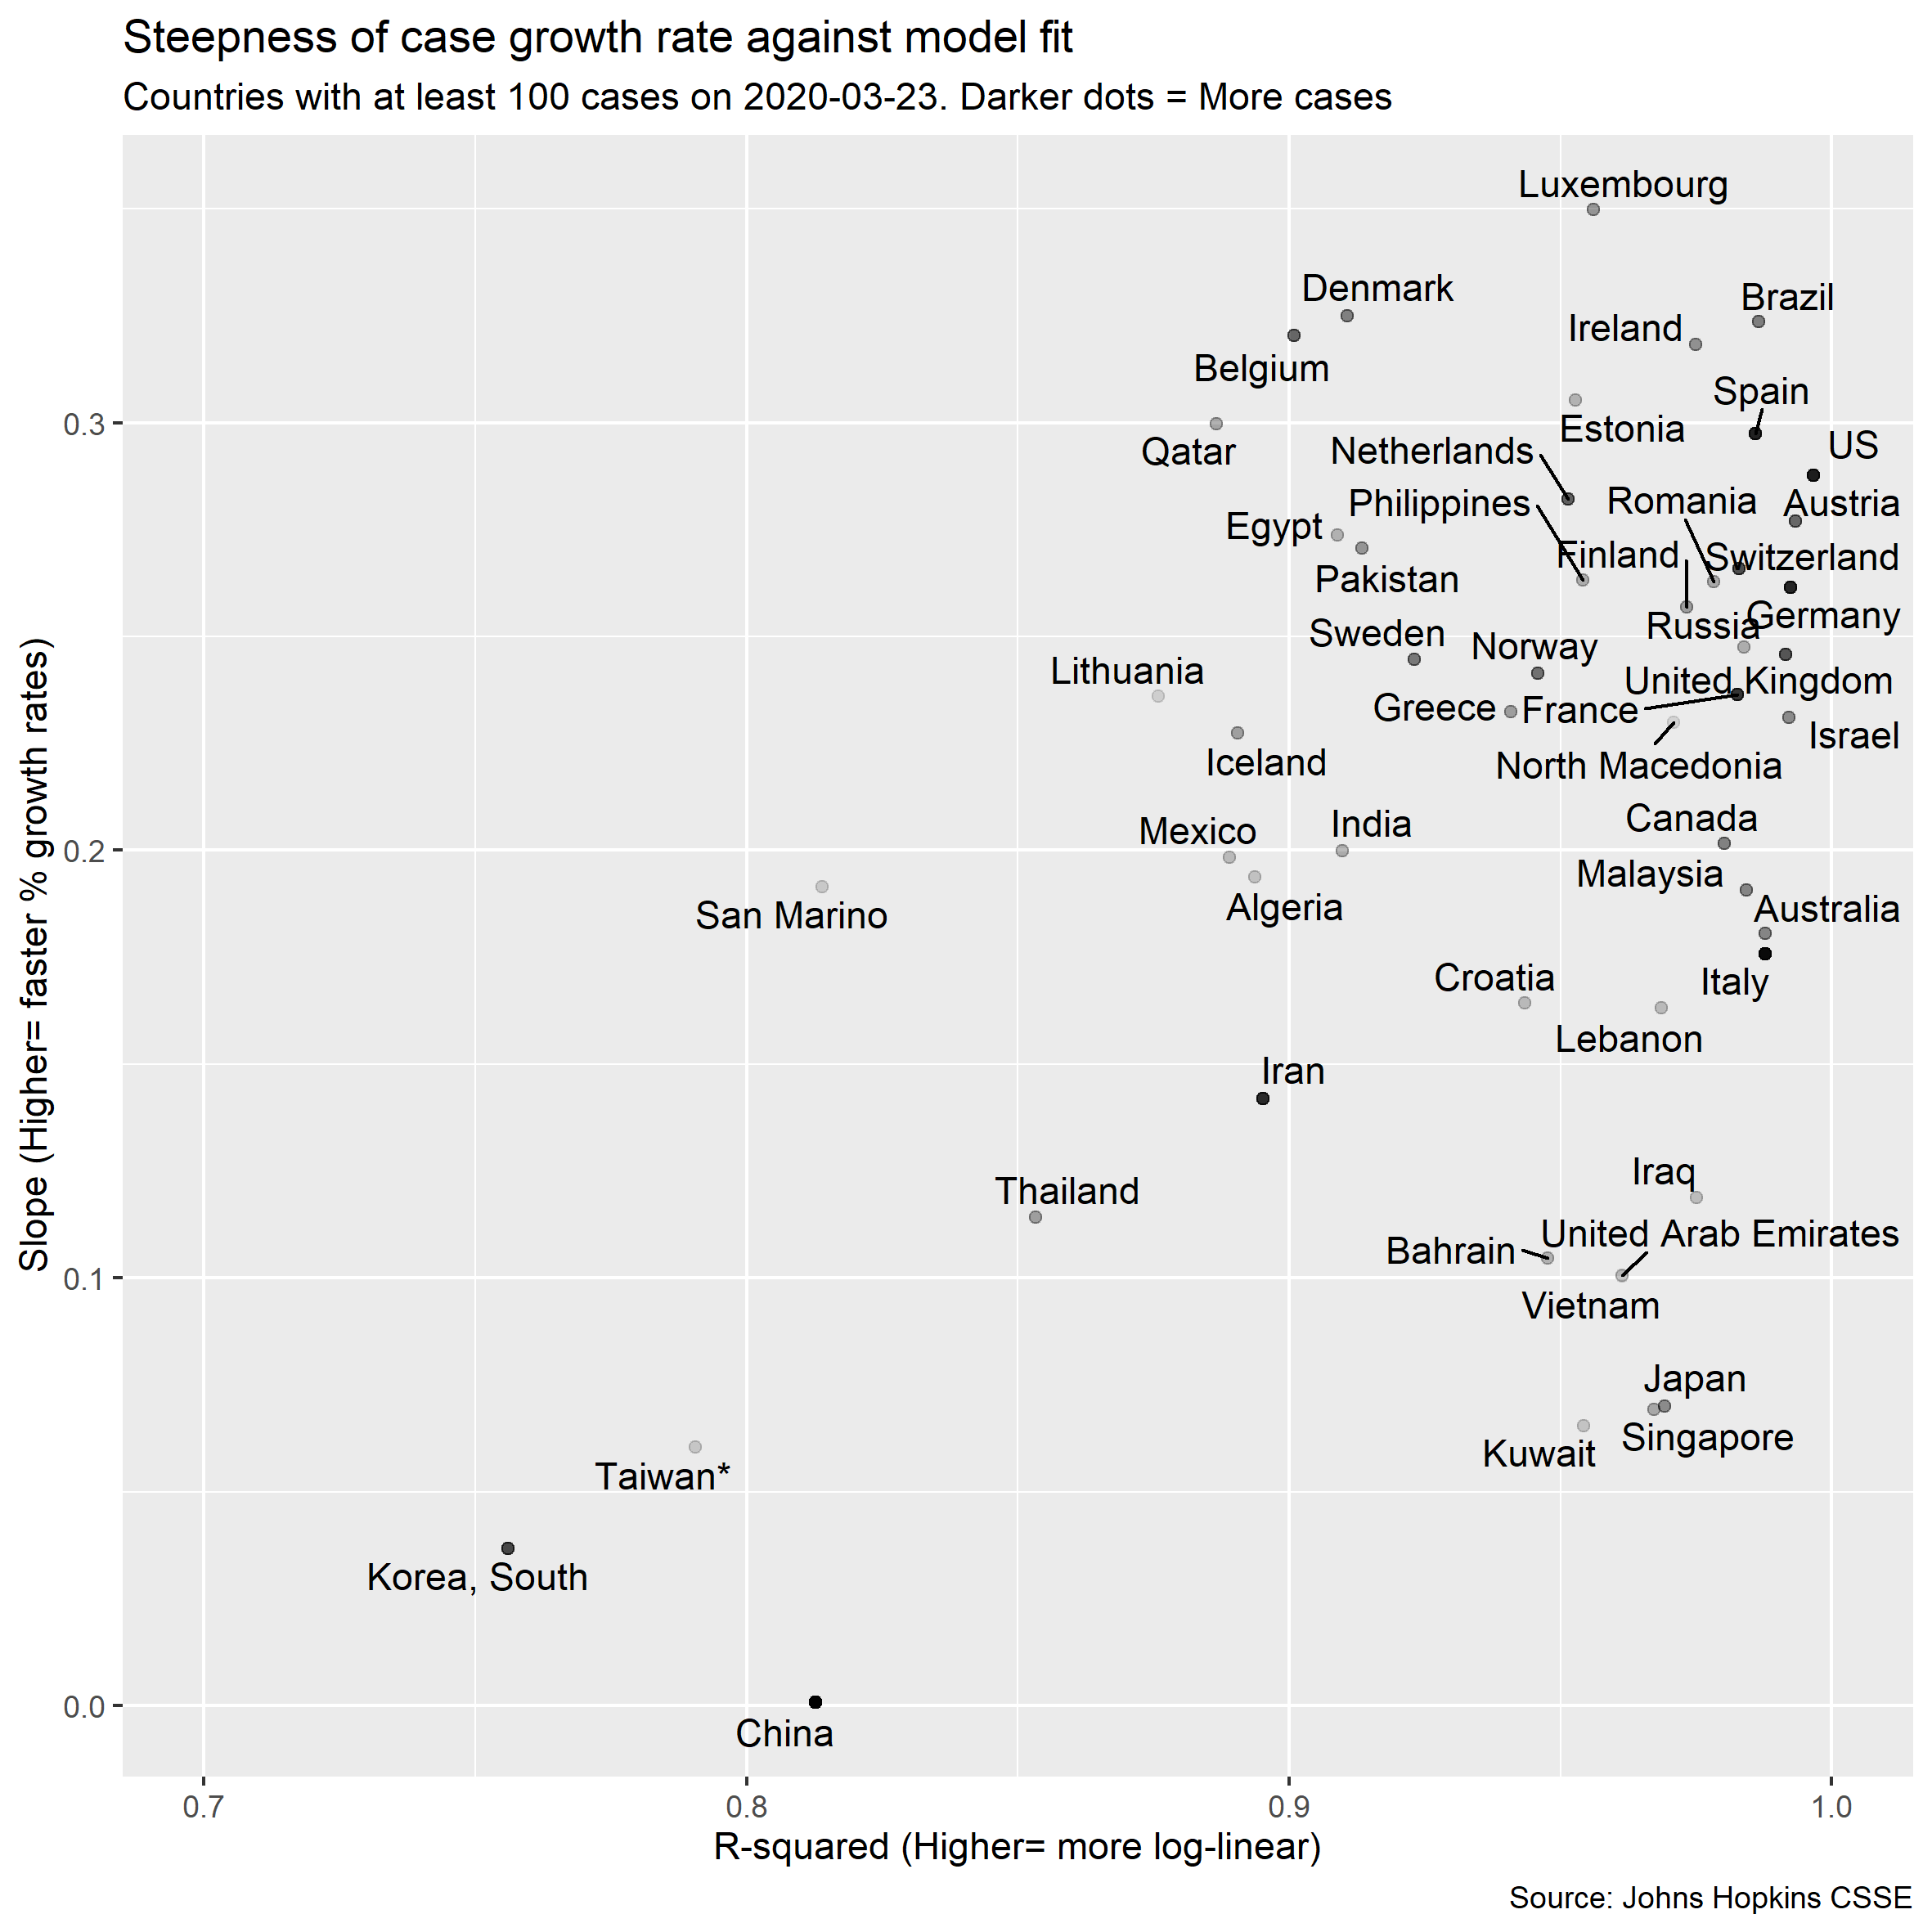 Steepness of case growth rate against model fit
Countries with at least 100 cases on 2020-03-23. Darker dots = More cases
Luxembourg
Denmark
Brazil
Ireland
Belgium
Spain
0.3
Estonia
US
Qatar
Netherlands
Philippines
Romania
Austria
Egypt
Finland
Switzerland
Pakistan
Germany
Russia
Sweden
Norway
Lithuania
United Kingdom
Greece
France
Israel
Iceland
North Macedonia
Canada
Mexico
India
0.2
Malaysia
San Marino
Algeria
Australia
Croatia
Italy
Lebanon
Iran
Iraq
Thailand
United Arab Emirates
Bahrain
0.1
Vietnam
Japan
Singapore
Kuwait
Taiwan*
Korea, South
0.0
China
Slope (Higher= faster % growth rates)
0.7
0.8
0.9
1.0
R-squared (Higher= more log-linear)
Source: Johns Hopkins CSSE